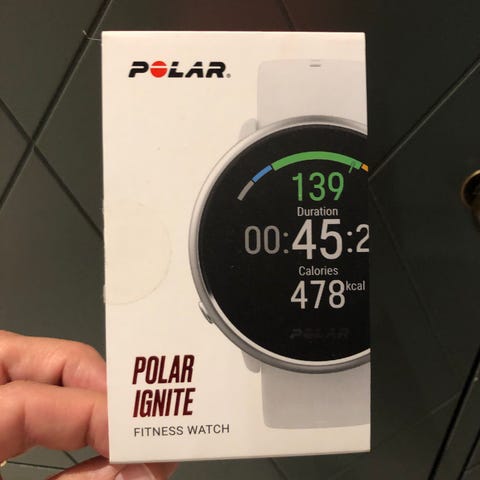 POLAR®
139
Duration
00:45:2
Calories
478kcal
POLAR
POLAR
IGNITE
FITNESS WATCH